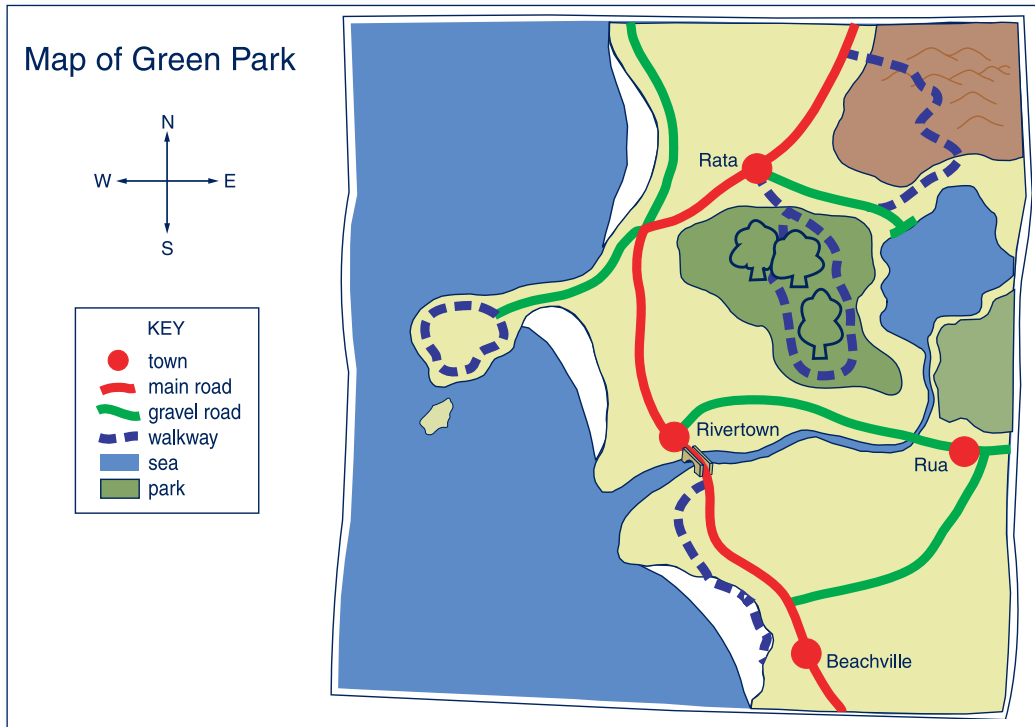 Map of Green Park
N
W E
S
KEY
town
main road
gravel road
walkway
sea
park
Rata
Rivertown
Rua
Beachville